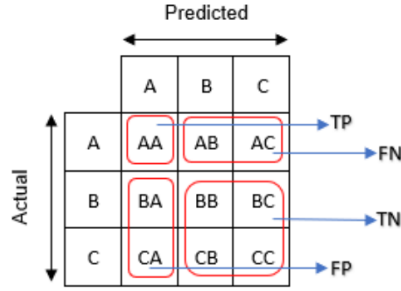 Predicted
A B C
TP
A AA AB AC
FN
Actual
B BA BB BC
TN
C CA CB CC
FP